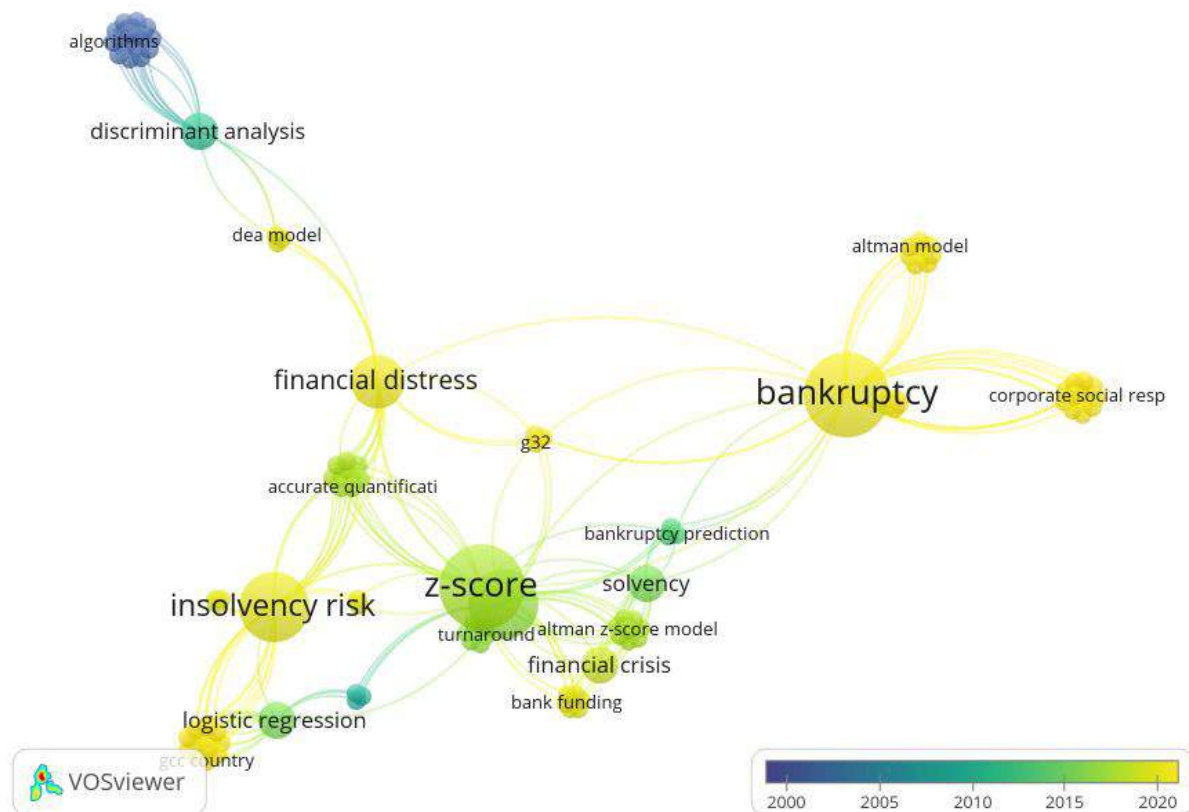 algorithms
discriminant analysis
dea model
altman model
financial distress
bankruptcy
corporate social resp
g32
accurate quantificati
bankruptcy prediction
z-score
solvency
insolvency risk
turnaround
altman z-score model
financial crisis
bank funding
logistic regression
gcc country
VOSviewer
2000 2005 2010 2015 2020